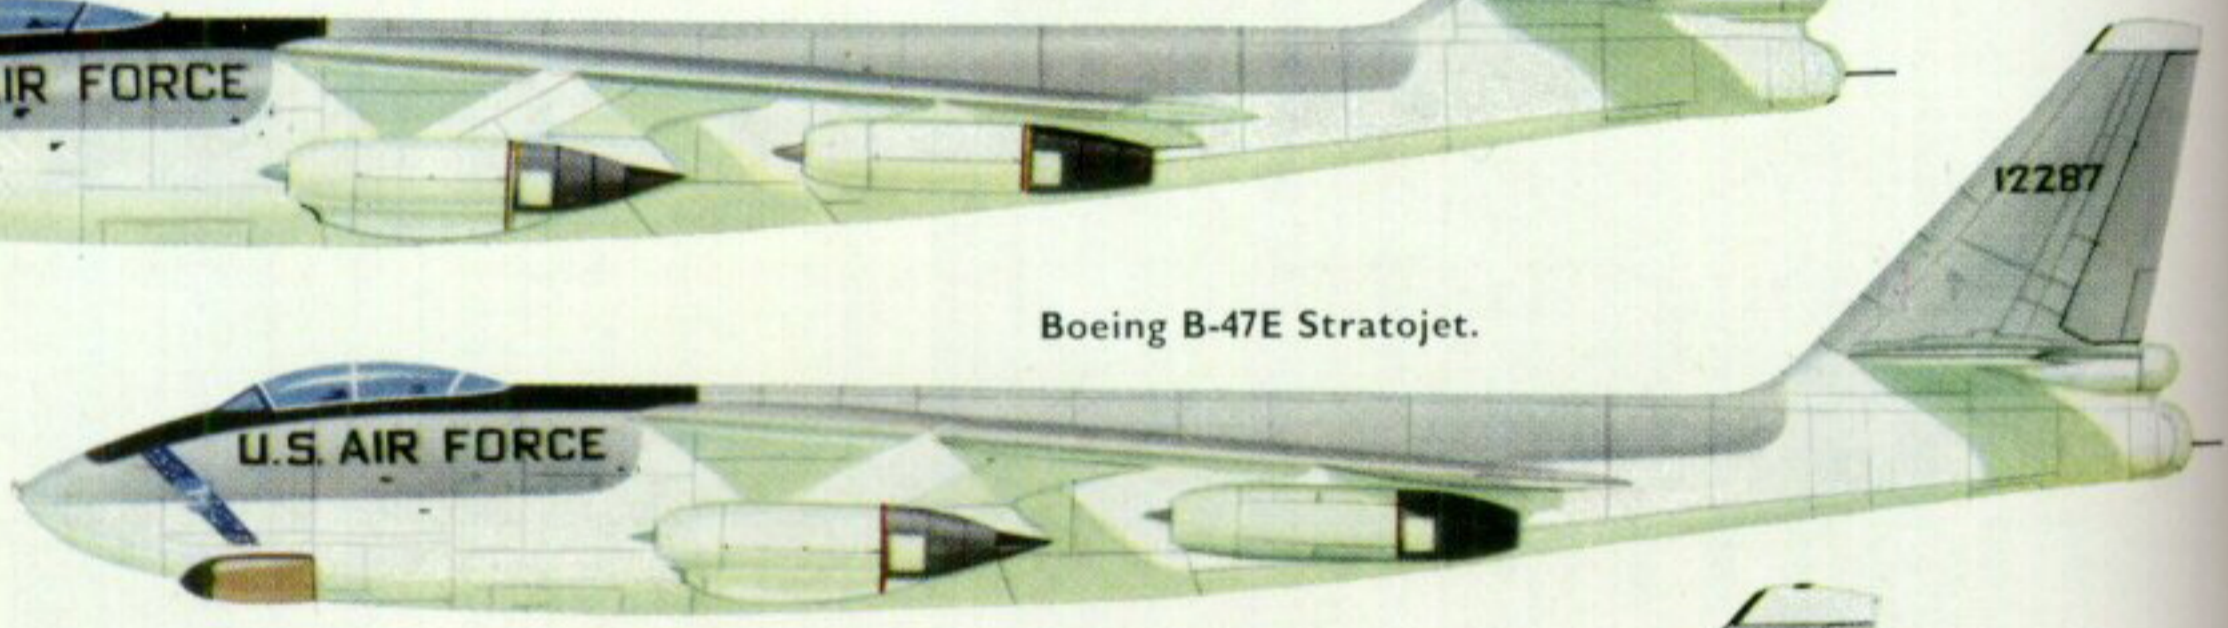 IR FORCE
12287
Boeing B-47E Stratojet.
U.S. AIR FORCE